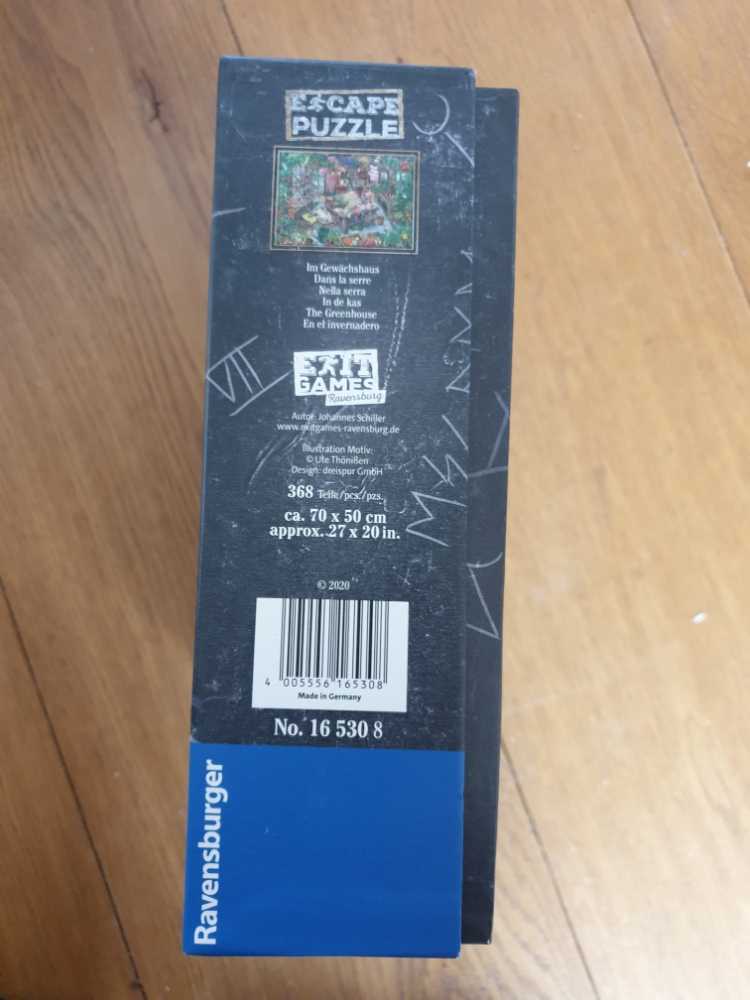 ESCAPE
PUZZLE
Im Gewächshaus
Dans la serre
Nella serra
In de kas
The Greenhouse
En el invernadero
EXIT
GAMES
Ravensburg
Autor: Johannes Schiller
www.exitgames-ravensburg.de
Illustration Motiv:
© Ute Thönißen
Design: dreispur GmbH
368 Teile/pcs./pzs.
ca. 70 x 50 cm
approx. 27 x 20 in.
© 2020
4 005556 165308
Made in Germany
No. 16 530 8
Ravensburger
VII